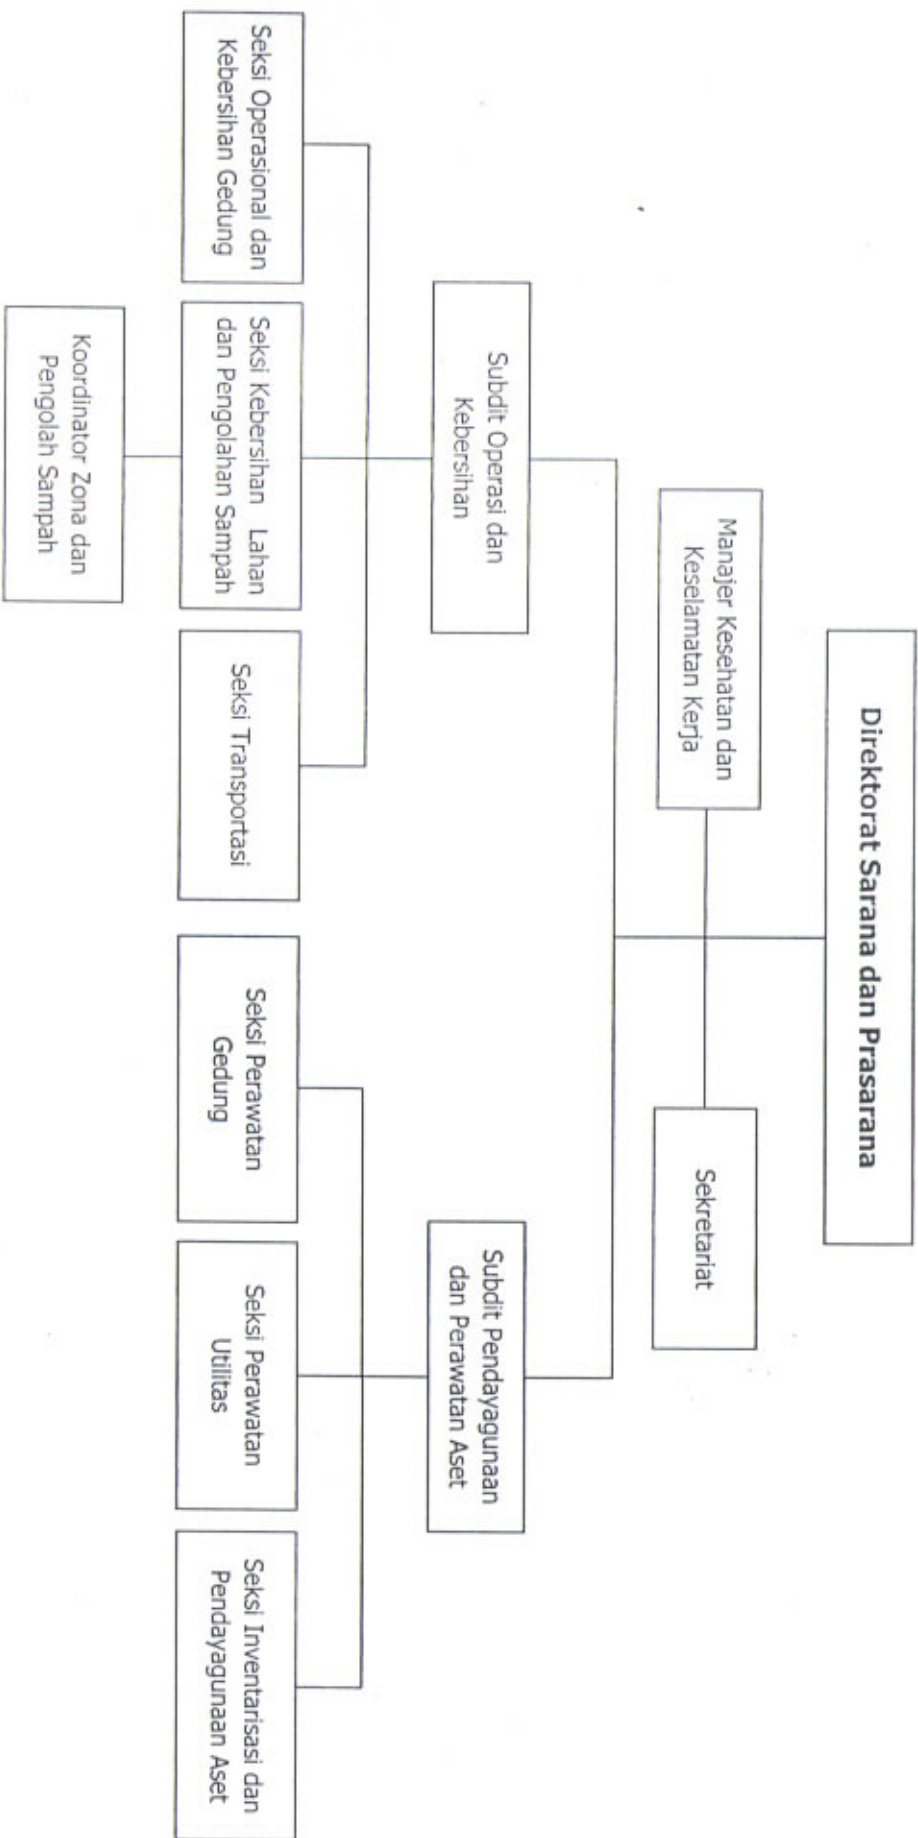 Direktorat Sarana dan Prasarana
Manajer Kesehatan dan
Keselamatan Kerja
Sekretariat
Subdit Operasi dan
Kebersihan
Subdit Pendayagunaan
dan Perawatan Aset
Seksi Operasional dan
Kebersihan Gedung
Seksi Kebersihan Lahan
dan Pengolahan Sampah
Seksi Transportasi
Seksi Perawatan
Gedung
Seksi Perawatan
Utilitas
Seksi Inventarisasi dan
Pendayagunaan Aset
Koordinator Zona dan
Pengolah Sampah